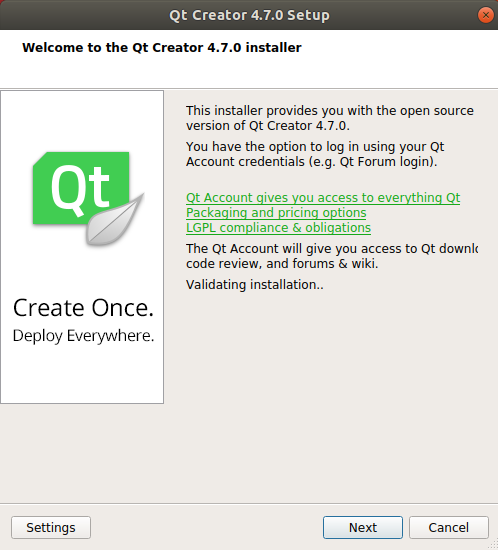 Qt Creator 4.7.0 Setup
Welcome to the Qt Creator 4.7.0 installer
This installer provides you with the open source
version of Qt Creator 4.7.0.
You have the option to log in using your Qt
Account credentials (e.g. Qt Forum login).
Qt Account gives you access to everything Qt
Packaging and pricing options
LGPL compliance & obligations
The Qt Account will give you access to Qt downlo
code review, and forums & wiki.
Validating installation..
Qt
Create Once.
Deploy Everywhere.
Settings
Next
Cancel